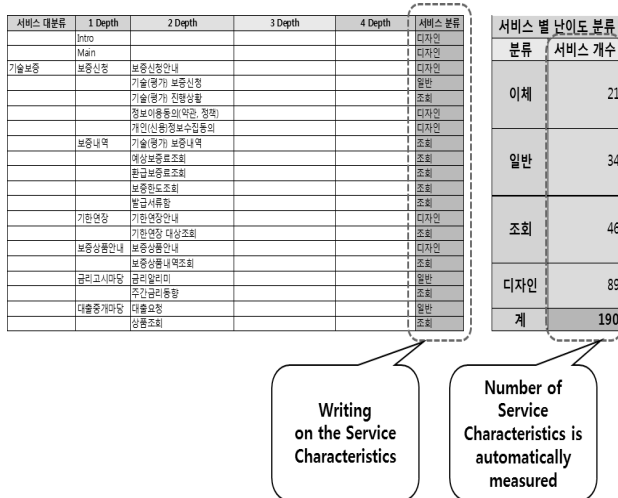 서비스 대분류 1 Depth 2 Depth 3 Depth 4 Depth 서비스 분류
Intro 디자인
Main 디자인
기술보증 보증신청 보증신청안내 디자인
기술(평가) 보증신청 일반
기술(평가) 진행상황 조회
정보이용동의(약관, 정책) 디자인
개인(신용)정보수집동의 디자인
보증내역 기술(평가) 보증내역 조회
예상보증료조회 조회
환급보증료조회 조회
보증한도조회 조회
발급서류함 조회
기한연장 기한연장안내 디자인
기한연장 대상조회 조회
보증상품안내 보증상품안내 디자인
보증상품내역조회 조회
금리고시마당 금리알리미 일반
주간금리동향 조회
대출중개마당 대출요청 일반
상품조회 조회
서비스 별 난이도 분류
분류 서비스 개수
이체 21
일반 34
조회 46
디자인 89
계 190
Writing
on the Service
Characteristics
Number of
Service
Characteristics is
automatically
measured